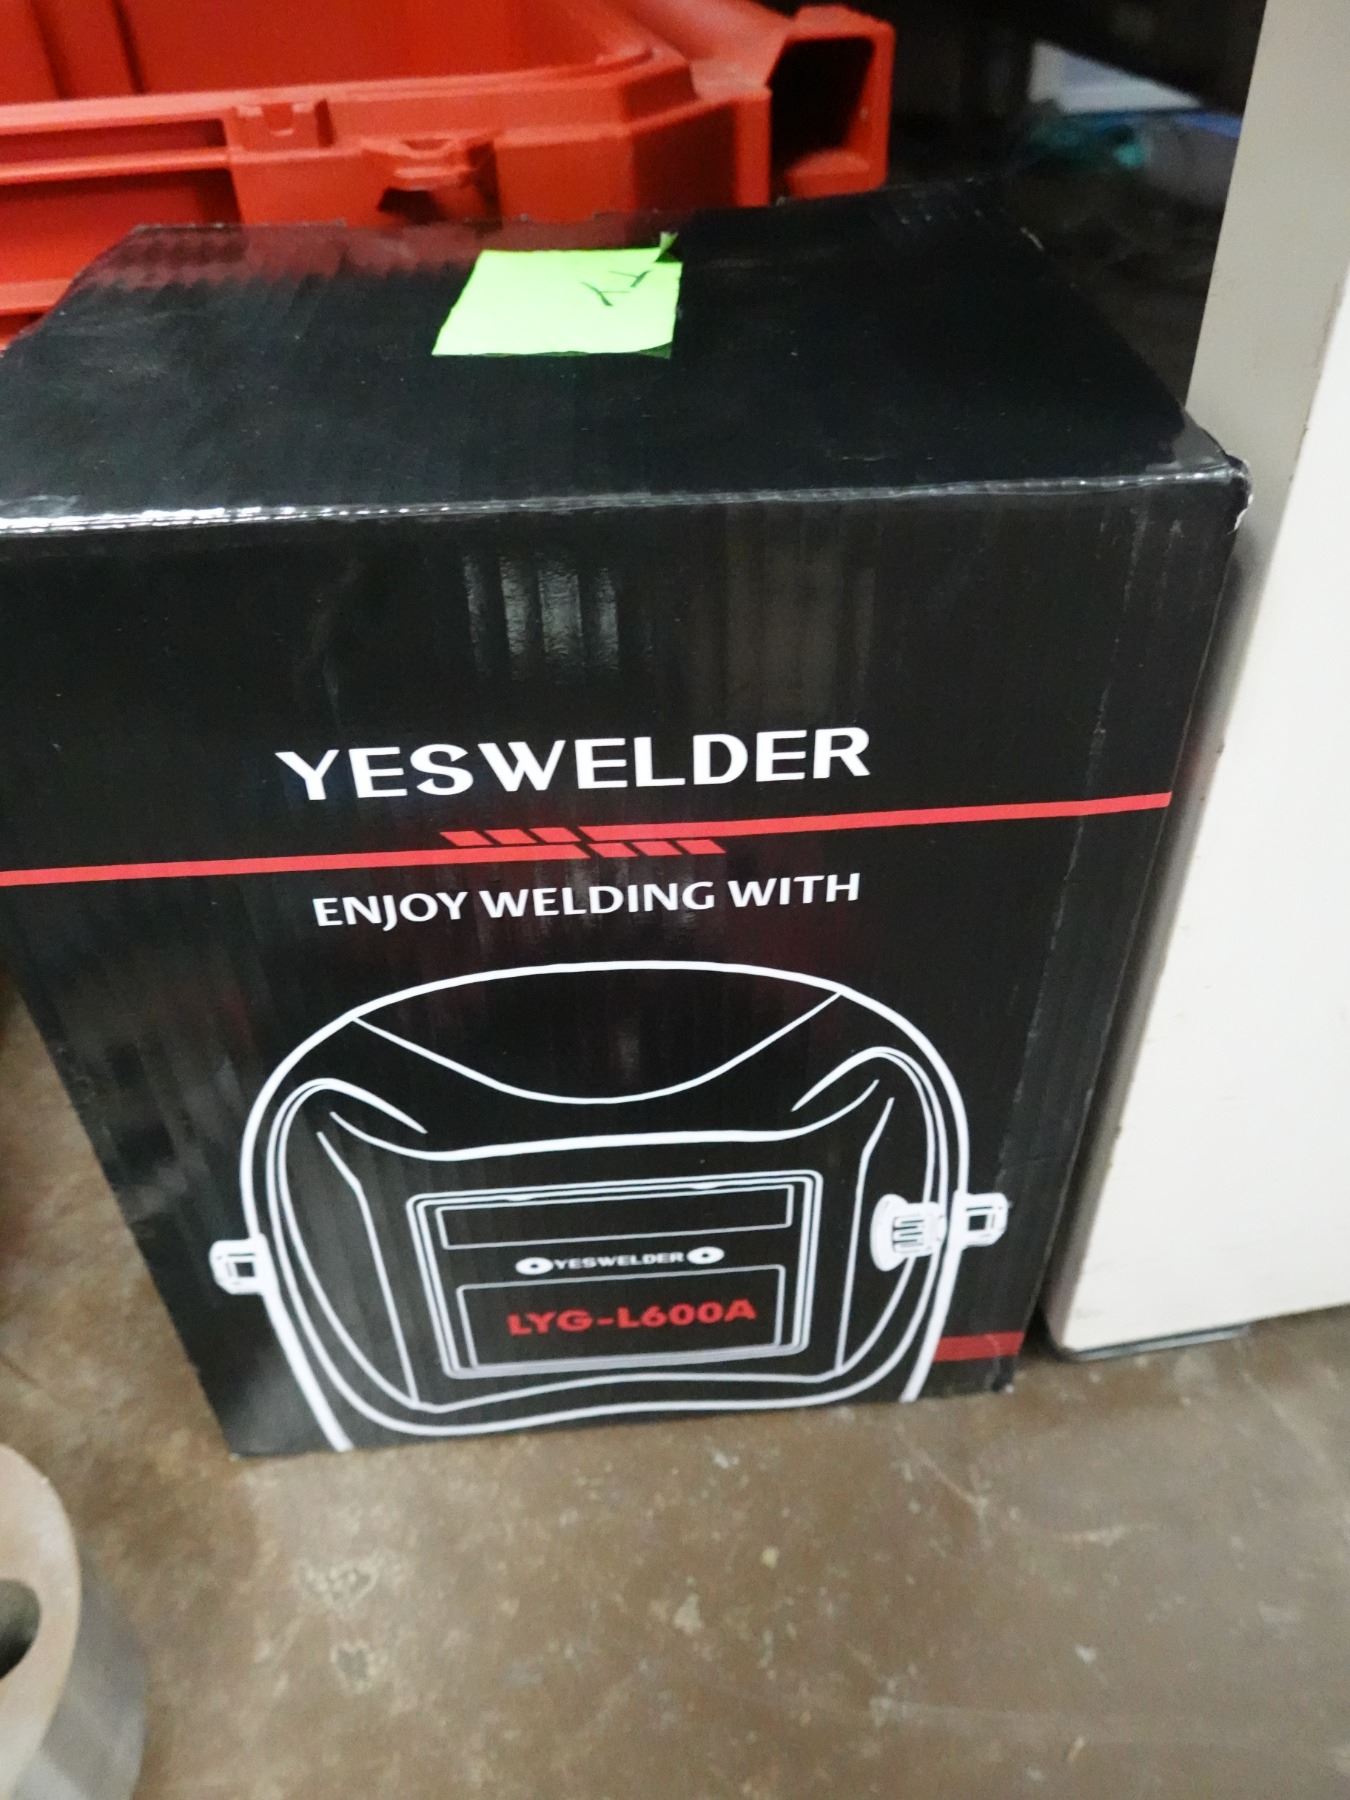 YESWELDER
ENJOY WELDING WITH
YESWELDER
LYG-L600A